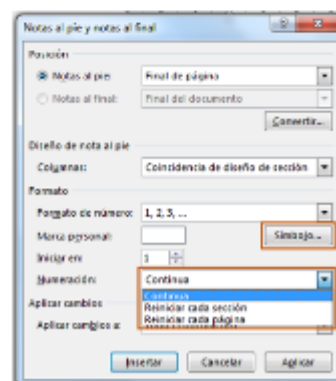 Notas al pie y notas al final
Posición
Notas al pie: Final de página
Notas al final: Final del documento
Convertir...
Diseño de nota al pie
Columnas: Coincidencia de diseño de sección
Formato
Formato de número: 1, 2, 3, ...
Marca personal: Símbolo...
Iniciar en: 1
Numeración: Continua
Continua
Reiniciar cada sección
Reiniciar cada página
Aplicar cambios
Aplicar cambios a:
Insertar Cancelar Aplicar